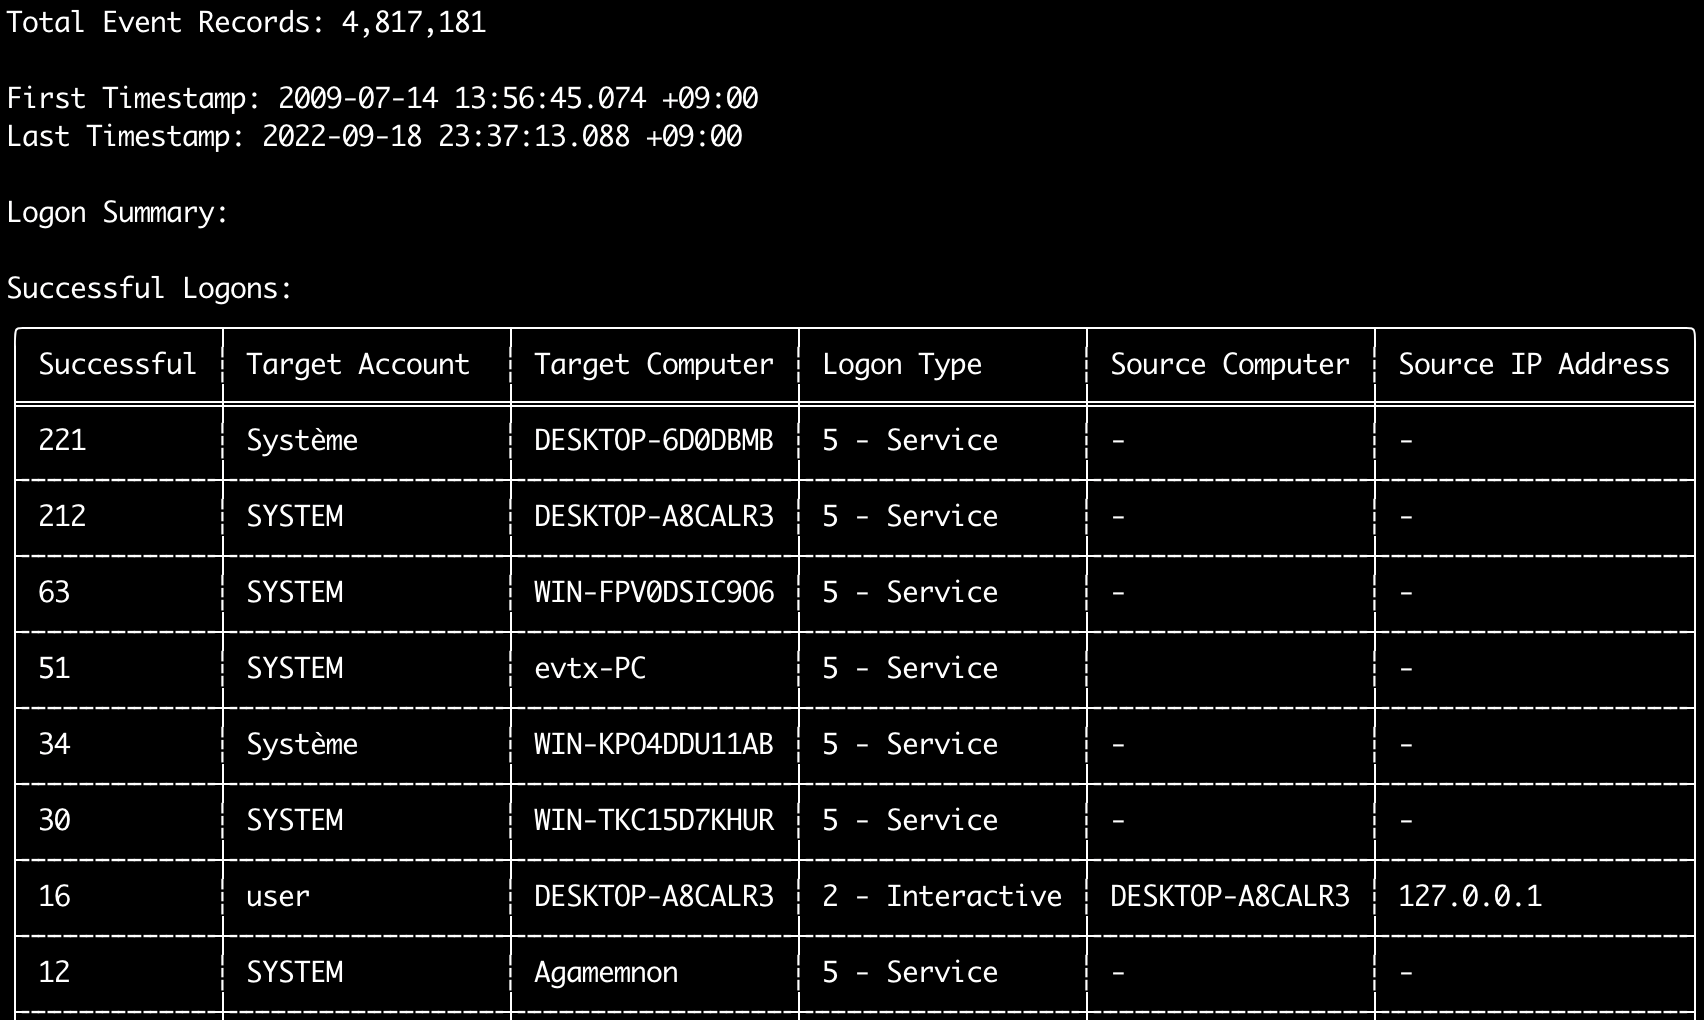 Total Event Records: 4,817,181
First Timestamp: 2009-07-14 13:56:45.074 +09:00
Last Timestamp: 2022-09-18 23:37:13.088 +09:00
Logon Summary:
Successful Logons:
Successful Target Account Target Computer Logon Type Source Computer Source IP Address
221 Système DESKTOP-6D0DBMB 5 - Service - -
212 SYSTEM DESKTOP-A8CALR3 5 - Service - -
63 SYSTEM WIN-FPV0DSIC9O6 5 - Service - -
51 SYSTEM evtx-PC 5 - Service -
34 Système WIN-KPO4DDU11AB 5 - Service - -
30 SYSTEM WIN-TKC15D7KHUR 5 - Service - -
16 user DESKTOP-A8CALR3 2 - Interactive DESKTOP-A8CALR3 127.0.0.1
12 SYSTEM Agamemnon 5 - Service - -